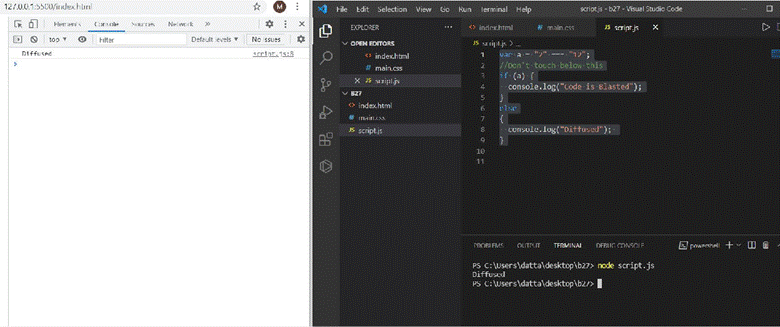 127.0.0.1:5500/index.html
M
Elements Console Sources Network »
top ▾ Filter Default levels ▾ No Issues
Diffused script.js:8
>
File Edit Selection View Go Run Terminal Help script.js - b27 - Visual Studio Code
EXPLORER ...
OPEN EDITORS
<> index.html
# main.css
× JS script.js
B27
<> index.html
# main.css
JS script.js
<> index.html # main.css JS script.js ×
JS script.js > ...
1
2 //Don't touch below this
3 if (a) {
4 console.log("Code is Blasted");
5 }
6 else
7 {
8 console.log("Diffused");
9 }
10
11
PROBLEMS OUTPUT TERMINAL DEBUG CONSOLE powershell
PS C:\Users\datta\desktop\b27> node script.js
Diffused
PS C:\Users\datta\desktop\b27>